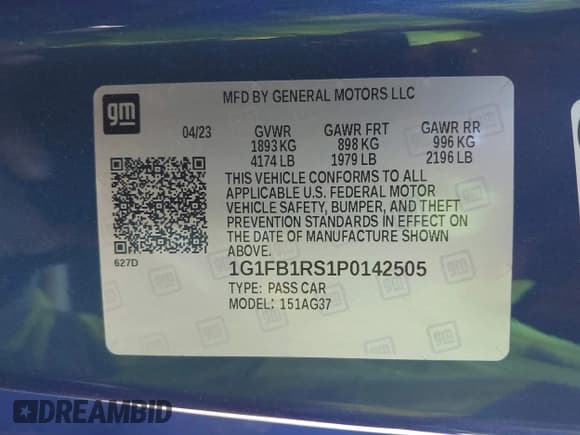 MFD BY GENERAL MOTORS LLC
gm
04/23 GVWR GAWR FRT GAWR RR
1893 KG 898 KG 996 KG
4174 LB 1979 LB 2196 LB
THIS VEHICLE CONFORMS TO ALL
APPLICABLE U.S. FEDERAL MOTOR
VEHICLE SAFETY, BUMPER, AND THEFT
PREVENTION STANDARDS IN EFFECT ON
THE DATE OF MANUFACTURE SHOWN
ABOVE.
627D
1G1FB1RS1P0142505
TYPE: PASS CAR
MODEL: 151AG37
DREAMBID